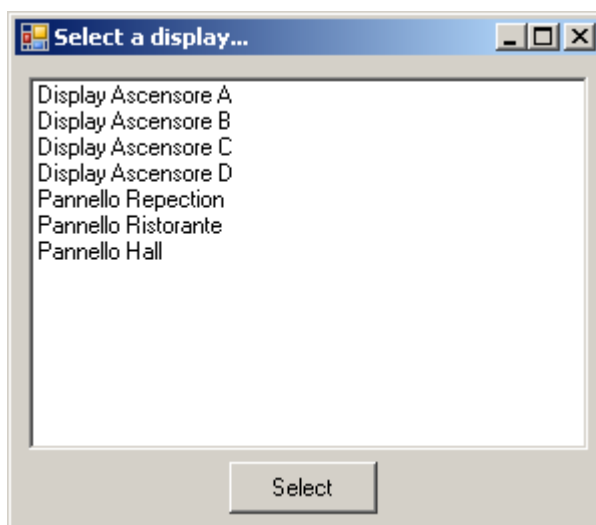 Select a display...
Display Ascensore A
Display Ascensore B
Display Ascensore C
Display Ascensore D
Pannello Repection
Pannello Ristorante
Pannello Hall
Select